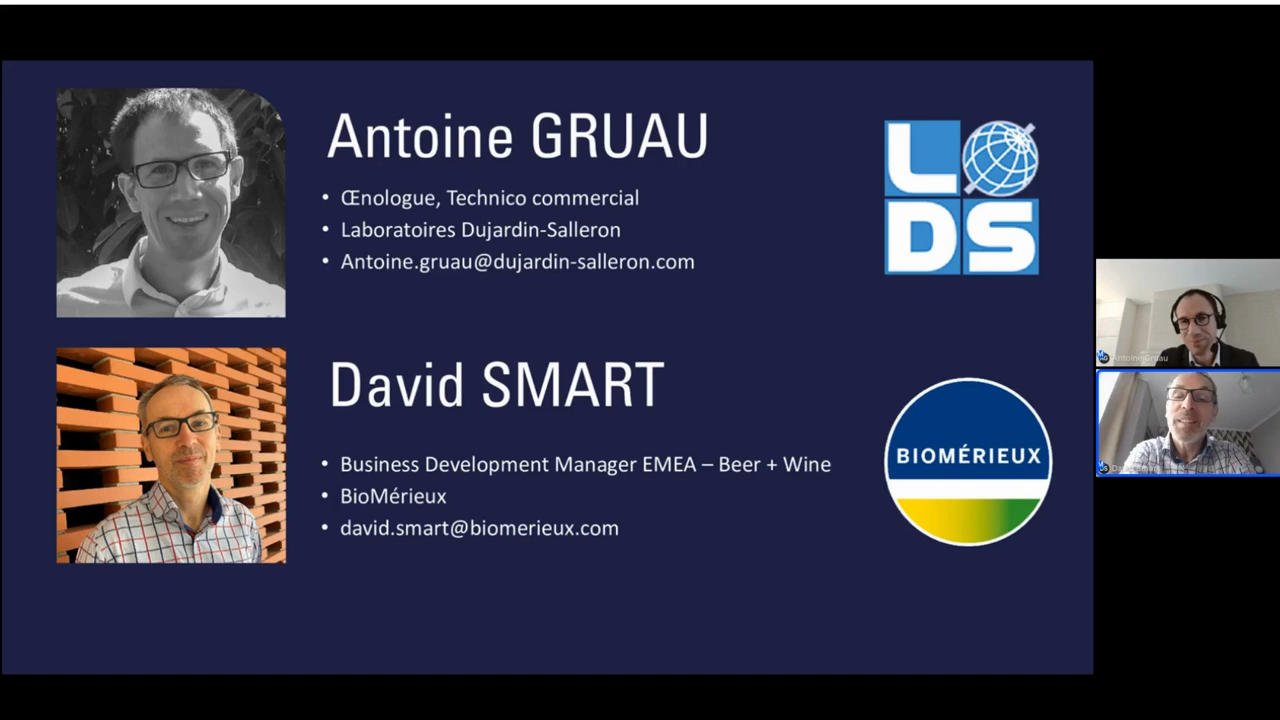 Antoine GRUAU
• Œnologue, Technico commercial
• Laboratoires Dujardin-Salleron
• Antoine.gruau@dujardin-salleron.com
LDS
David SMART
• Business Development Manager EMEA – Beer + Wine
• BioMérieux
• david.smart@biomerieux.com
BIOMÉRIEUX
Antoine Gruau